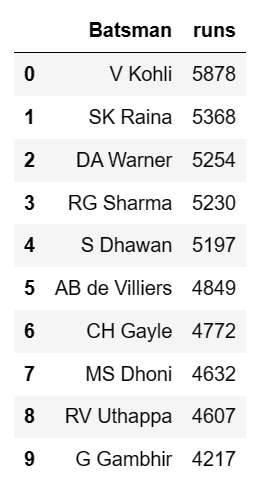 Batsman runs
0 V Kohli 5878
1 SK Raina 5368
2 DA Warner 5254
3 RG Sharma 5230
4 S Dhawan 5197
5 AB de Villiers 4849
6 CH Gayle 4772
7 MS Dhoni 4632
8 RV Uthappa 4607
9 G Gambhir 4217